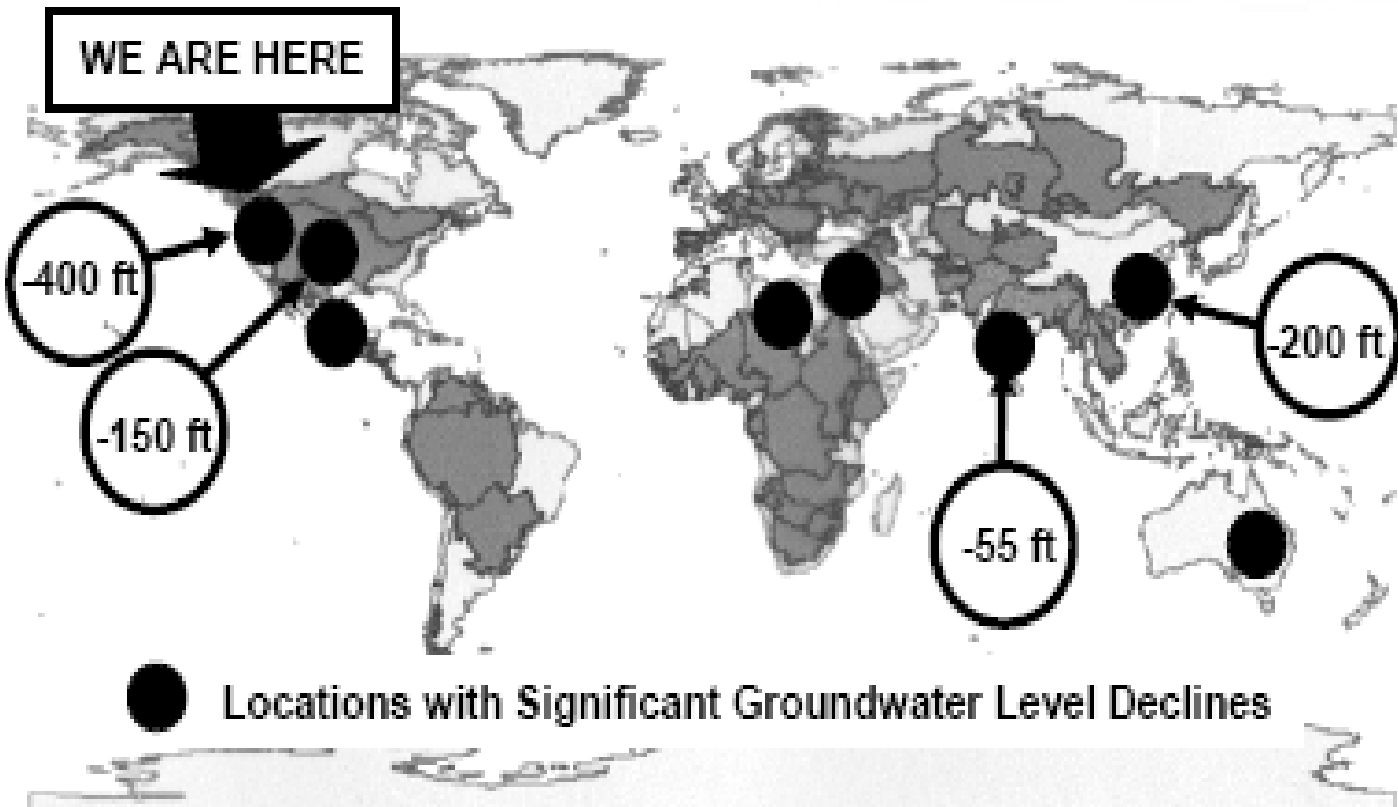 WE ARE HERE
-400 ft
-150 ft
-200 ft
-55 ft
Locations with Significant Groundwater Level Declines